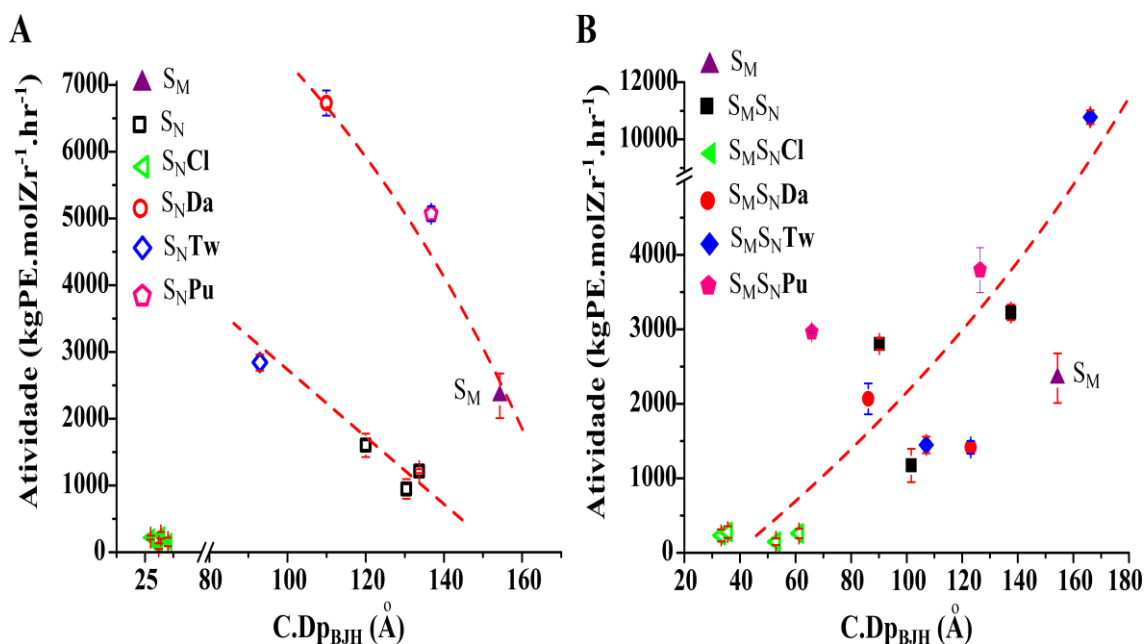 A
Atividade (kgPE.molZr⁻¹.hr⁻¹)
7000
6000
5000
4000
3000
2000
1000
0
S_M
S_N
S_NCl
S_NDa
S_NTw
S_NPu
S_M
25
80
100
120
140
160
C.Dp_BJH (Å)
B
Atividade (kgPE.molZr⁻¹.hr⁻¹)
12000
10000
4000
3000
2000
1000
0
S_M
S_MS_N
S_MS_NCl
S_MS_NDa
S_MS_NTw
S_MS_NPu
S_M
20
40
60
80
100
120
140
160
180
C.Dp_BJH (Å)